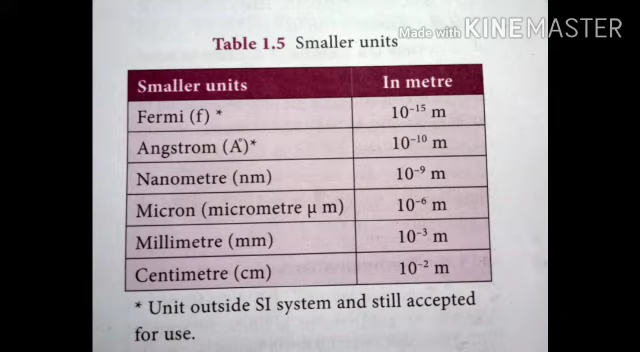 Made with KINEMASTER
Table 1.5 Smaller units
Smaller units In metre
Fermi (f) * 10⁻¹⁵ m
Angstrom (Å)* 10⁻¹⁰ m
Nanometre (nm) 10⁻⁹ m
Micron (micrometre μ m) 10⁻⁶ m
Millimetre (mm) 10⁻³ m
Centimetre (cm) 10⁻² m
* Unit outside SI system and still accepted
for use.